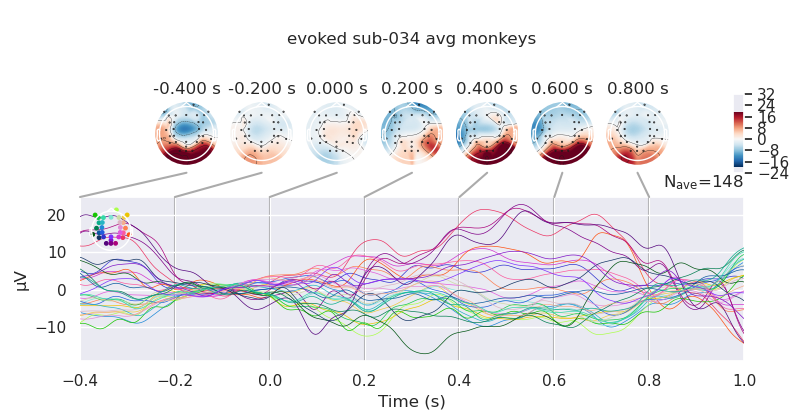 evoked sub-034 avg monkeys
-0.400 s -0.200 s 0.000 s 0.200 s 0.400 s 0.600 s 0.800 s
32
24
16
8
0
−8
−16
−24
Nave=148
20
10
0
−10
µV
−0.4 −0.2 0.0 0.2 0.4 0.6 0.8 1.0
Time (s)